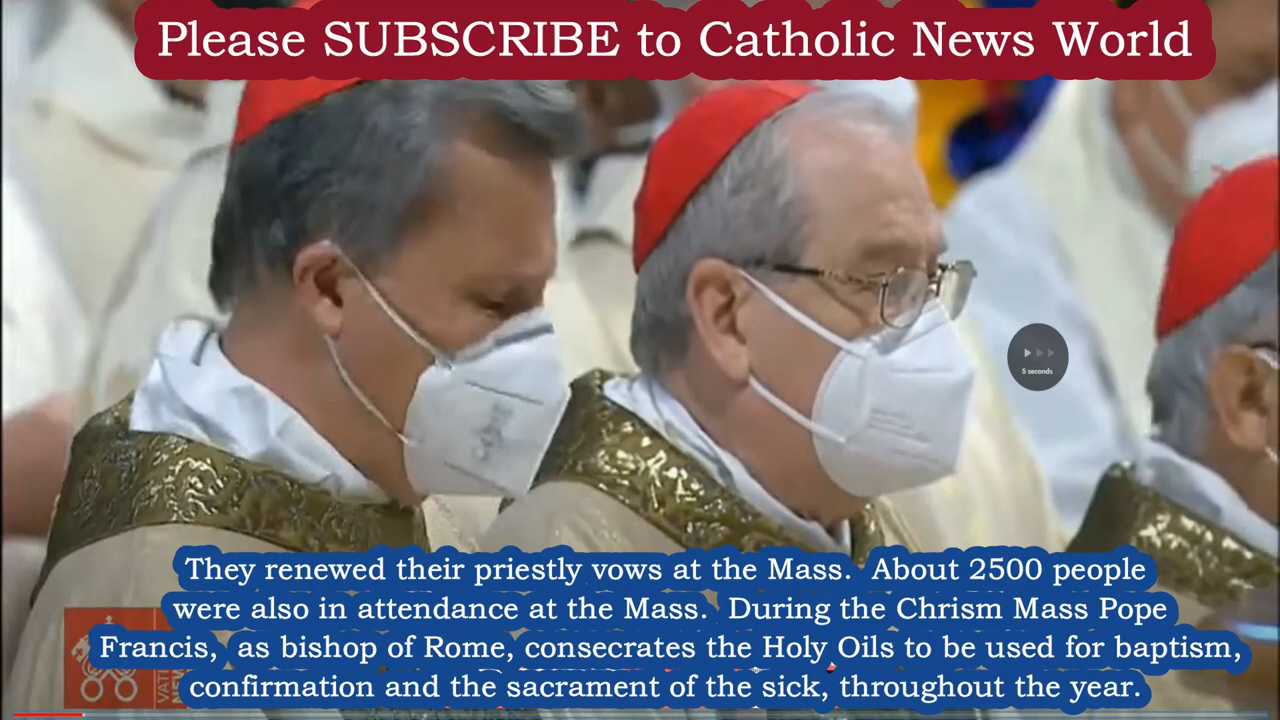 Please SUBSCRIBE to Catholic News World
5 seconds
They renewed their priestly vows at the Mass. About 2500 people
were also in attendance at the Mass. During the Chrism Mass Pope
Francis, as bishop of Rome, consecrates the Holy Oils to be used for baptism,
confirmation and the sacrament of the sick, throughout the year.